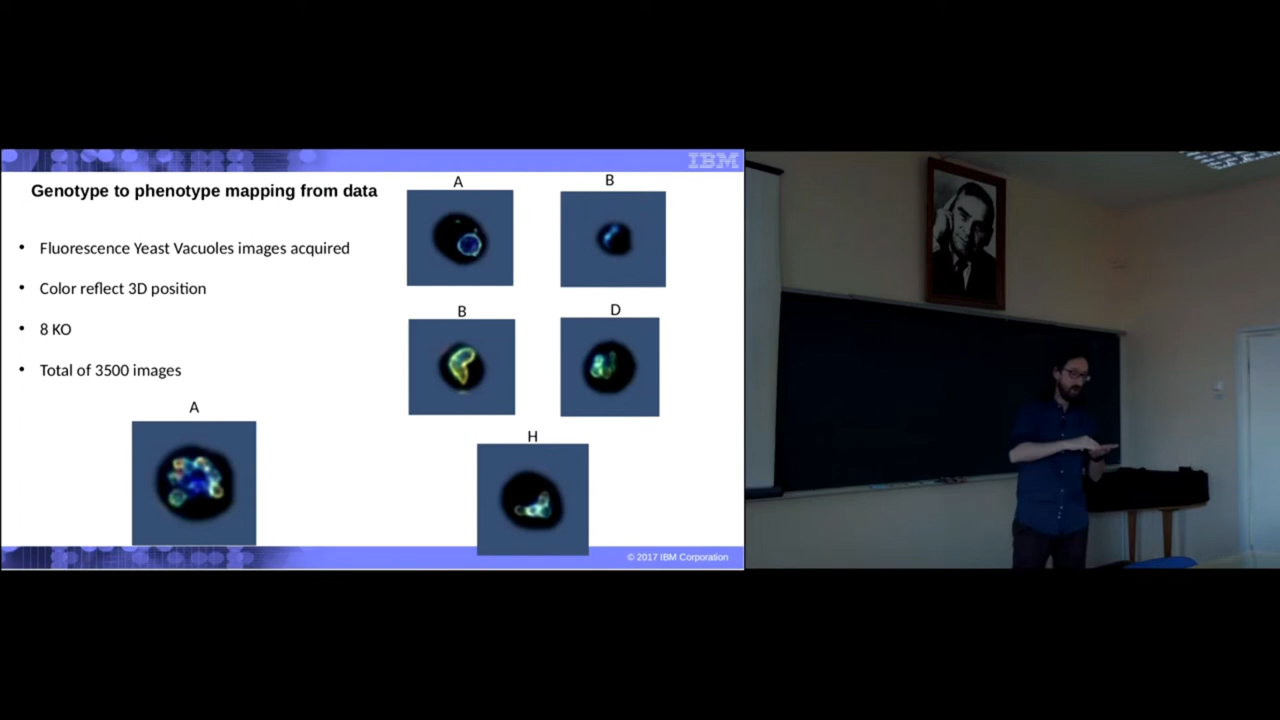 IBM
Genotype to phenotype mapping from data
A
B
• Fluorescence Yeast Vacuoles images acquired
• Color reflect 3D position
• 8 KO
• Total of 3500 images
B
D
A
H
© 2017 IBM Corporation